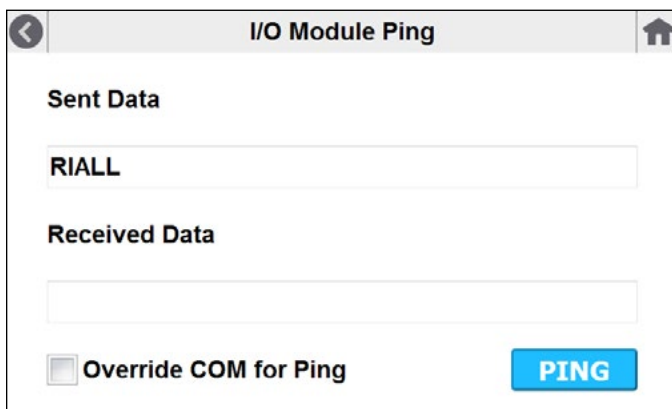 I/O Module Ping
Sent Data
RIALL
Received Data
Override COM for Ping
PING